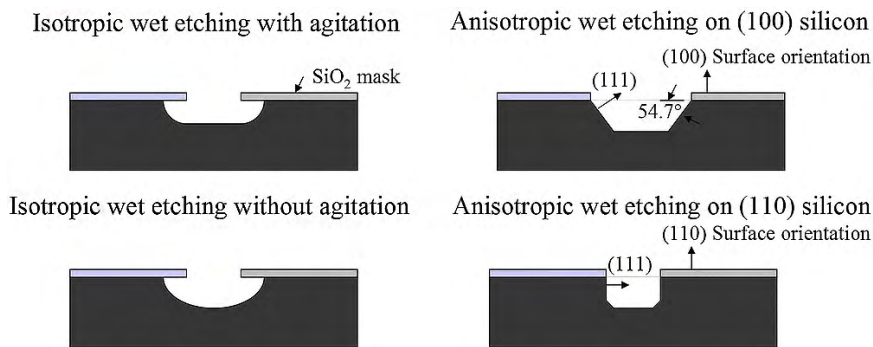 Isotropic wet etching with agitation
SiO₂ mask
Anisotropic wet etching on (100) silicon
(100) Surface orientation
(111)
54.7°
Isotropic wet etching without agitation
Anisotropic wet etching on (110) silicon
(110) Surface orientation
(111)